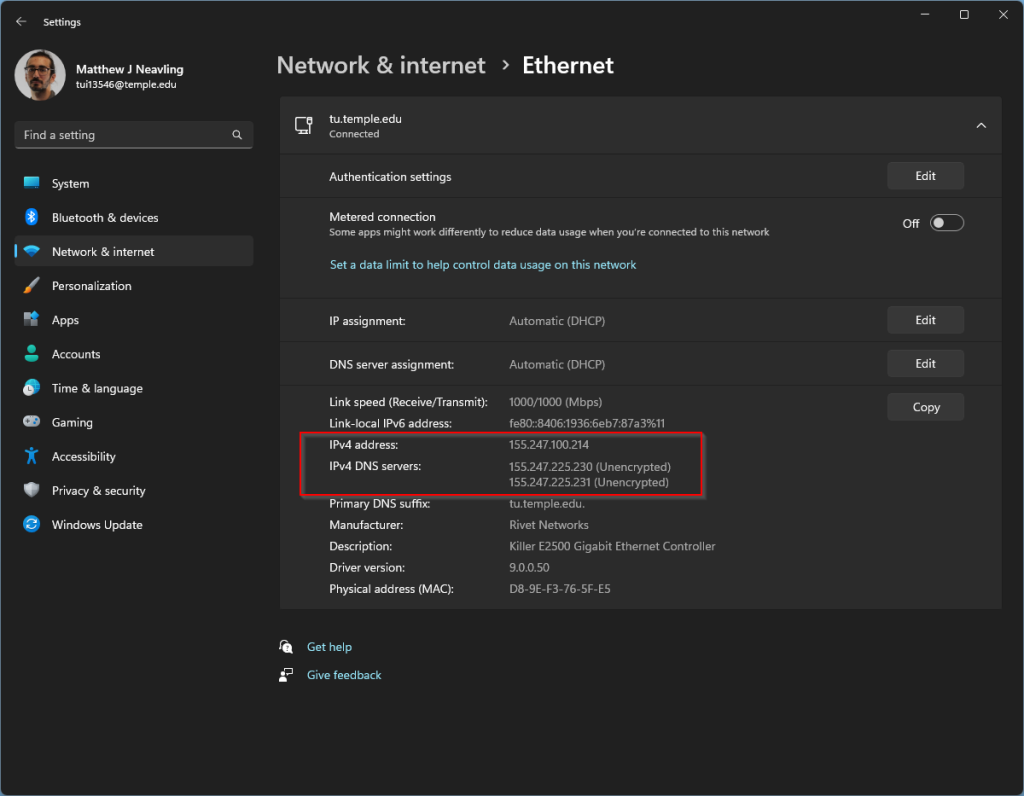 Settings
Matthew J Neavling
tui13546@temple.edu
Find a setting
System
Bluetooth & devices
Network & internet
Personalization
Apps
Accounts
Time & language
Gaming
Accessibility
Privacy & security
Windows Update
Network & internet › Ethernet
tu.temple.edu
Connected
Authentication settings Edit
Metered connection
Some apps might work differently to reduce data usage when you're connected to this network
Off
Set a data limit to help control data usage on this network
IP assignment: Automatic (DHCP) Edit
DNS server assignment: Automatic (DHCP) Edit
Link speed (Receive/Transmit): 1000/1000 (Mbps) Copy
Link-local IPv6 address: fe80::8406:1936:6eb7:87a3%11
IPv4 address: 155.247.100.214
IPv4 DNS servers: 155.247.225.230 (Unencrypted)
155.247.225.231 (Unencrypted)
Primary DNS suffix: tu.temple.edu.
Manufacturer: Rivet Networks
Description: Killer E2500 Gigabit Ethernet Controller
Driver version: 9.0.0.50
Physical address (MAC): D8-9E-F3-76-5F-E5
Get help
Give feedback